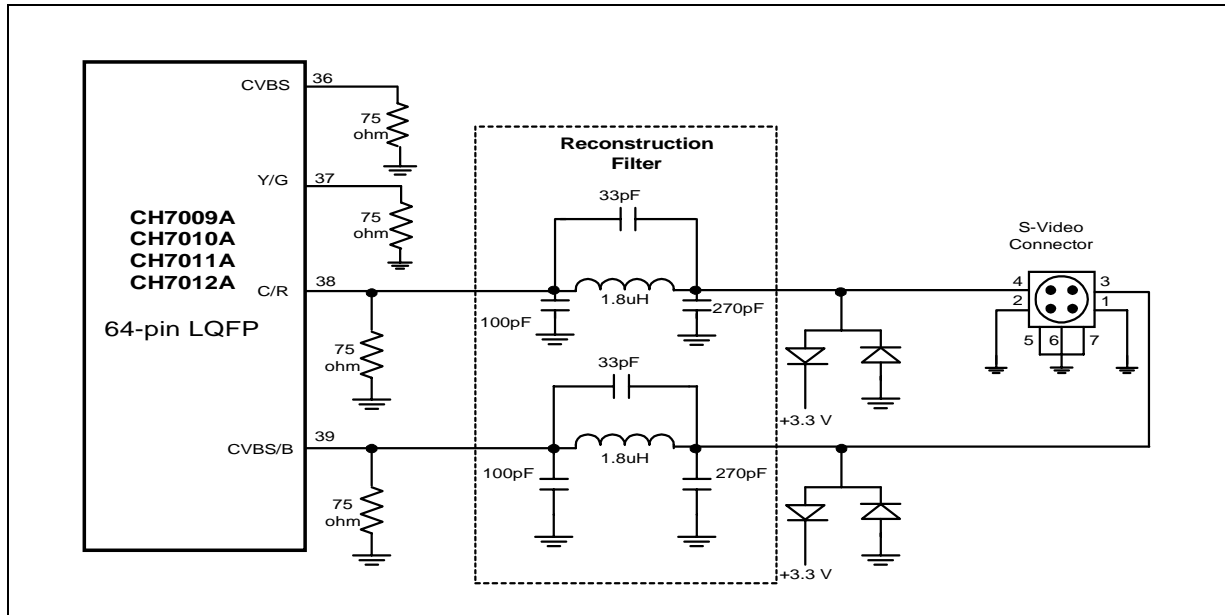 CVBS
36
75
ohm
Y/G
37
75
ohm
CH7009A
CH7010A
CH7011A
CH7012A
64-pin LQFP
C/R
38
75
ohm
CVBS/B
39
75
ohm
Reconstruction
Filter
33pF
1.8uH
100pF
270pF
33pF
1.8uH
100pF
270pF
+3.3 V
+3.3 V
S-Video
Connector
4
3
2
1
5
6
7